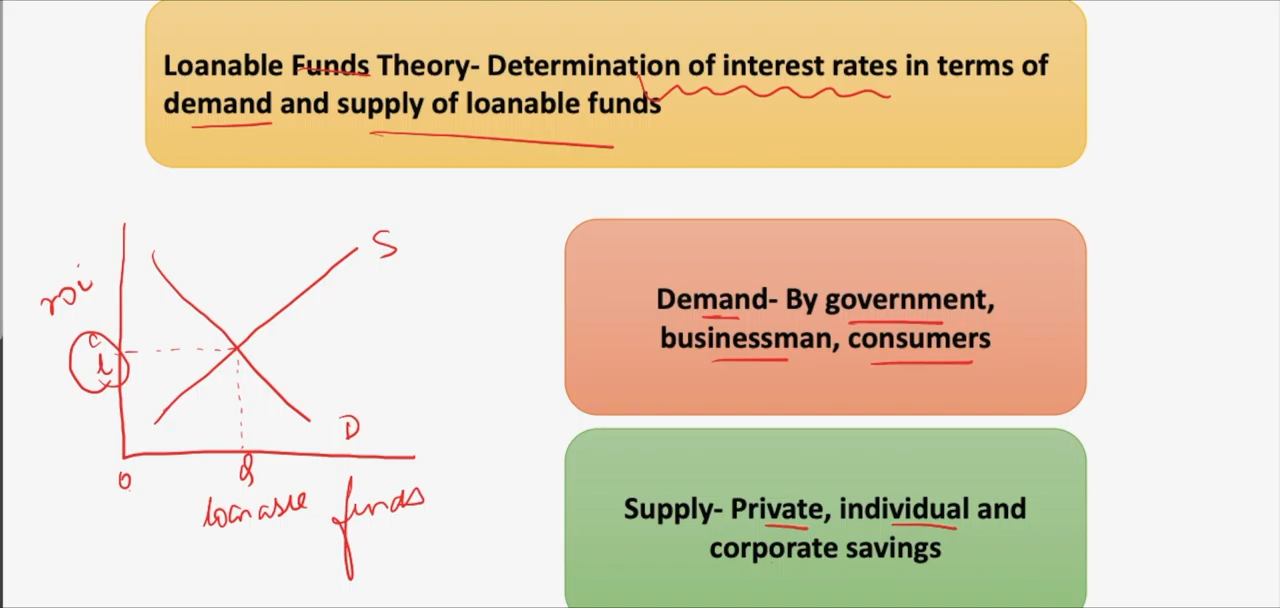 Loanable Funds Theory- Determination of interest rates in terms of
demand and supply of loanable funds
S
roi
i
D
0
Q
loanable funds
Demand- By government,
businessman, consumers
Supply- Private, individual and
corporate savings